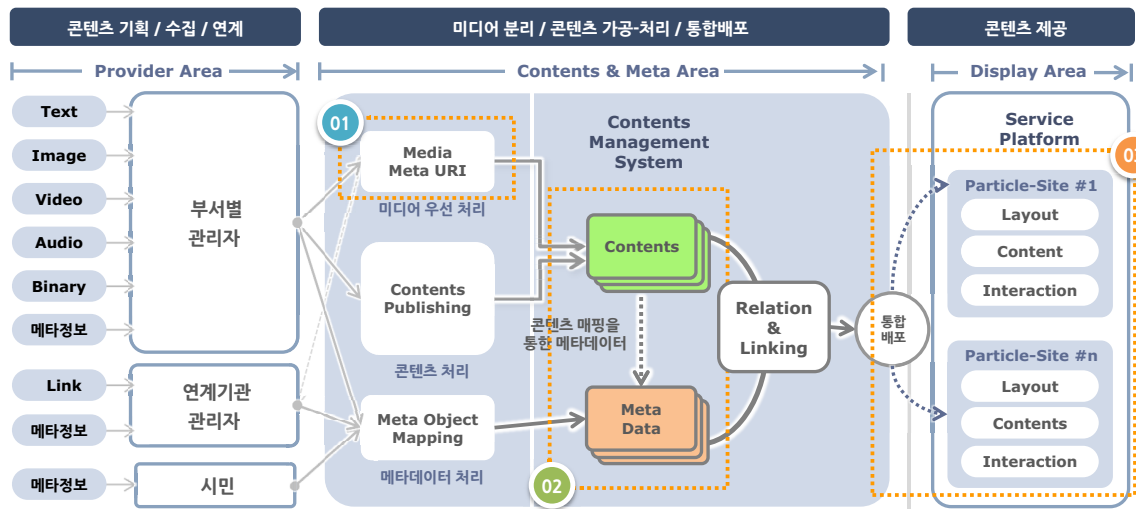 콘텐츠 기획 / 수집 / 연계
미디어 분리 / 콘텐츠 가공-처리 / 통합배포
콘텐츠 제공
Provider Area
Contents & Meta Area
Display Area
Text
Image
Video
Audio
Binary
메타정보
Link
메타정보
메타정보
부서별
관리자
연계기관
관리자
시민
01
Media
Meta URI
미디어 우선 처리
Contents
Publishing
콘텐츠 처리
Meta Object
Mapping
메타데이터 처리
Contents
Management
System
Contents
콘텐츠 매핑을
통한 메타데이터
Meta
Data
02
Relation
&
Linking
통합
배포
Service
Platform
03
Particle-Site #1
Layout
Content
Interaction
Particle-Site #n
Layout
Contents
Interaction